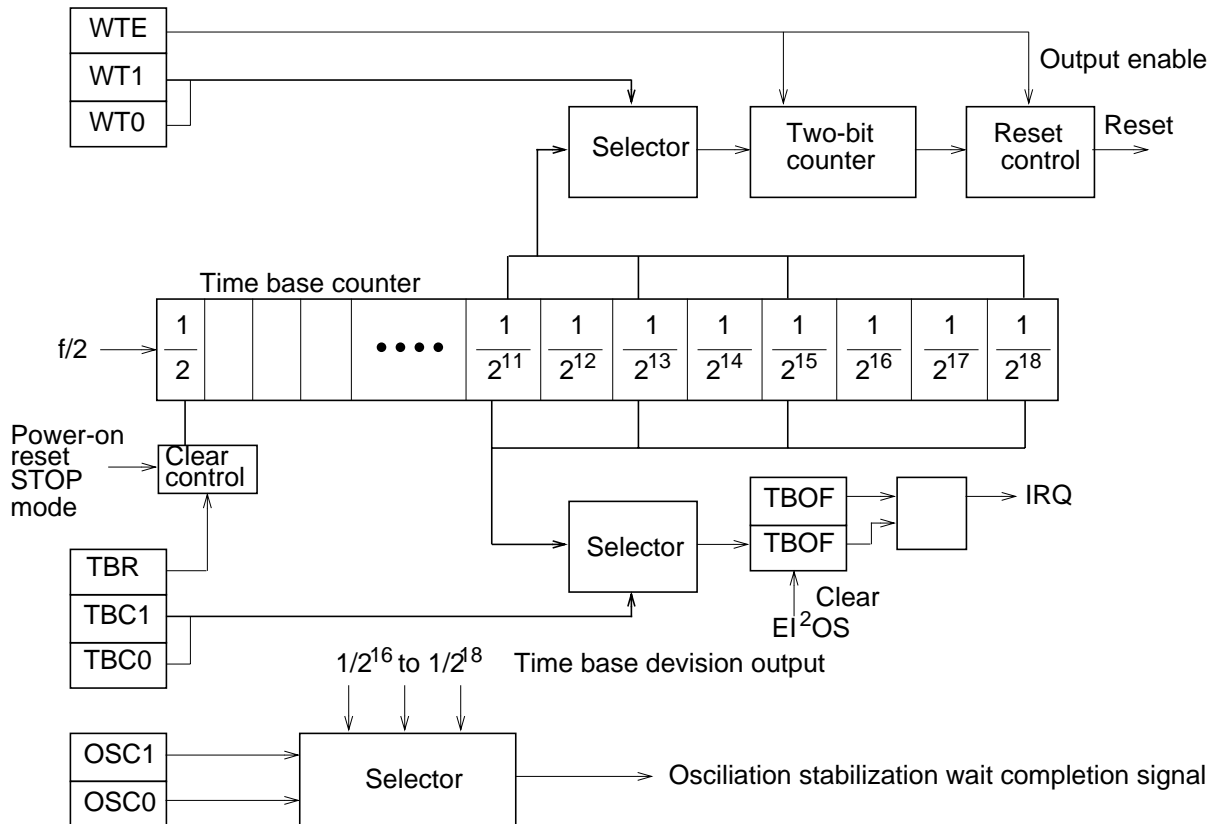 WTE
WT1
WT0
Output enable
Selector
Two-bit
counter
Reset
control
Reset
Time base counter
f/2
1
2
• • • •
1
2^11
1
2^12
1
2^13
1
2^14
1
2^15
1
2^16
1
2^17
1
2^18
Power-on
reset
STOP
mode
Clear
control
TBR
TBC1
TBC0
Selector
TBOF
TBOF
IRQ
Clear
EI^2OS
1/2^16 to 1/2^18
Time base devision output
OSC1
OSC0
Selector
Osciliation stabilization wait completion signal